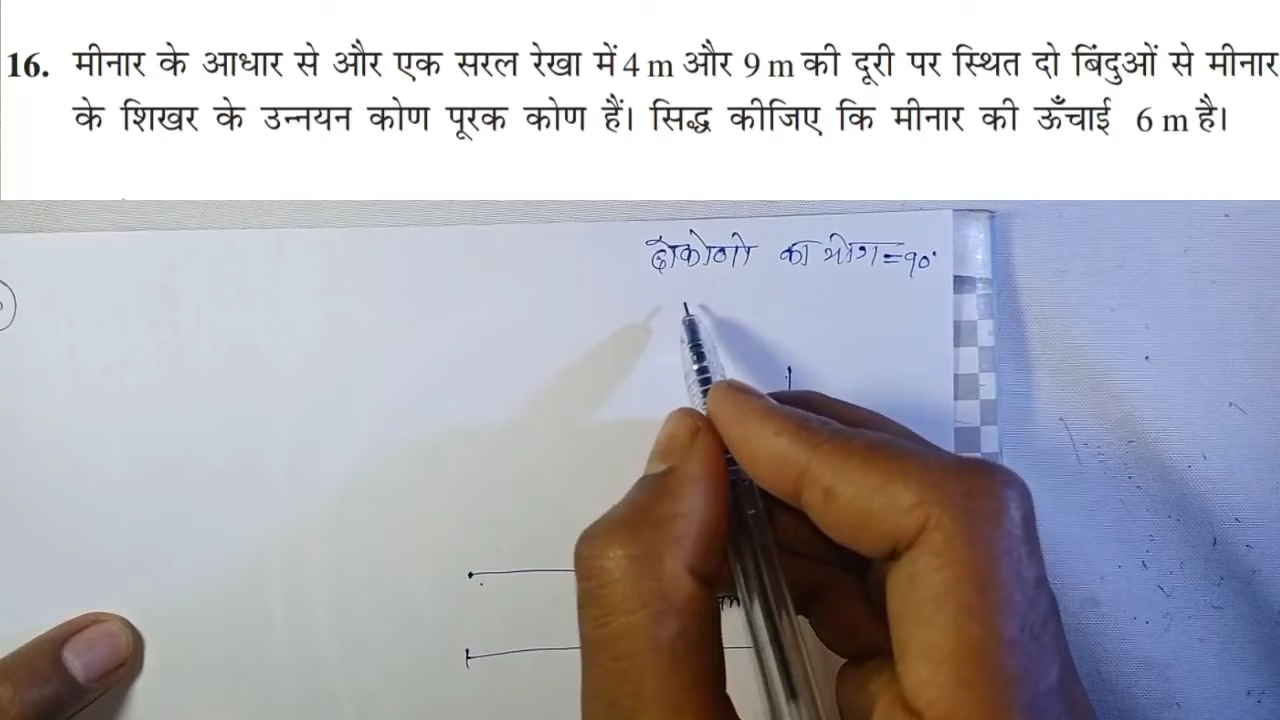 16. मीनार के आधार से और एक सरल रेखा में 4 m और 9 m की दूरी पर स्थित दो बिंदुओं से मीनार
के शिखर के उन्नयन कोण पूरक कोण हैं। सिद्ध कीजिए कि मीनार की ऊँचाई 6 m है।
दो कोणो का योग = 90°